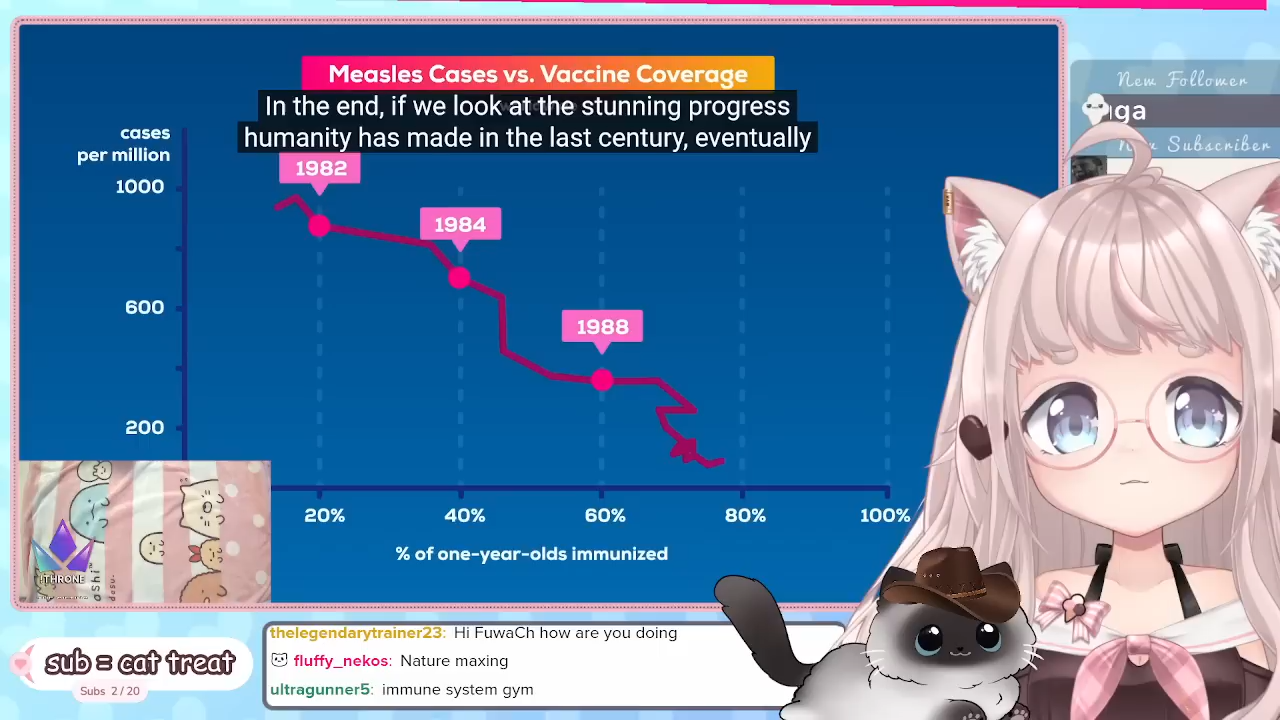 Measles Cases vs. Vaccine Coverage
In the end, if we look at the stunning progress
humanity has made in the last century, eventually
cases
per million
1000
600
200
1982
1984
1988
20%
40%
60%
80%
100%
% of one-year-olds immunized
New Follower
ga
Subscriber
THRONE
sub = cat treat
Subs 2 / 20
thelegendarytrainer23: Hi FuwaCh how are you doing
fluffy_nekos: Nature maxing
ultragunner5: immune system gym